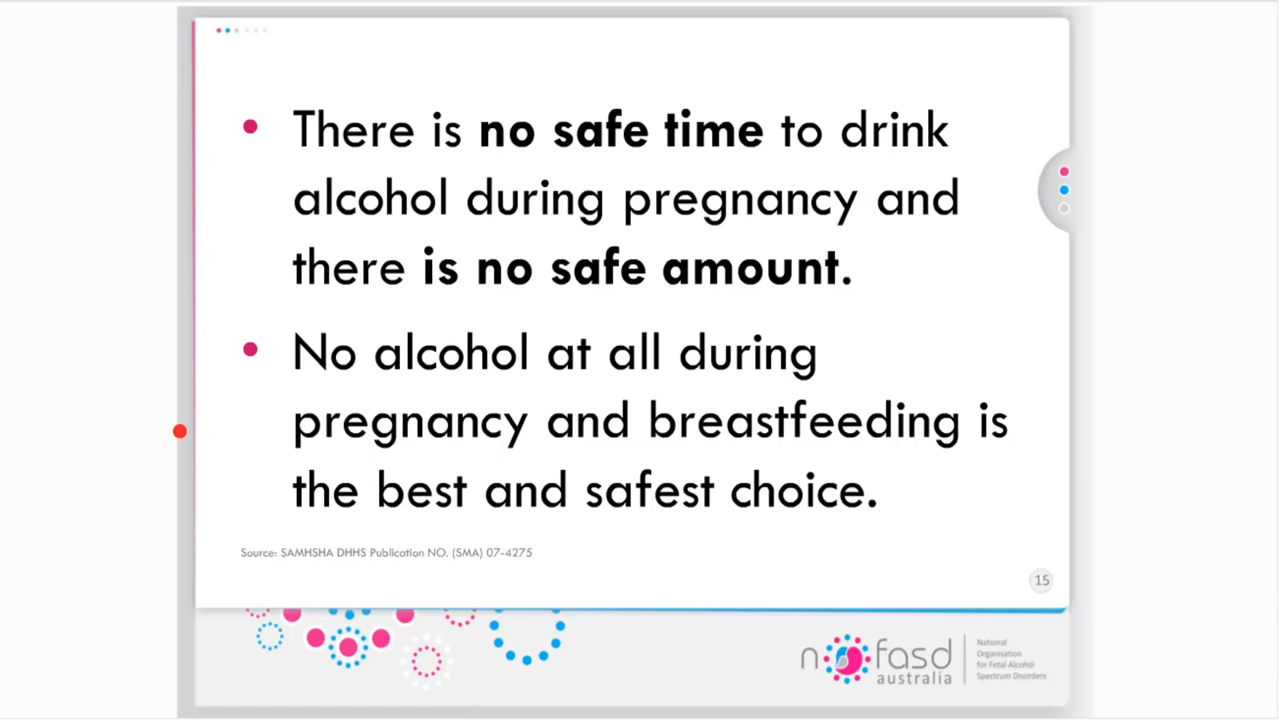 There is no safe time to drink
alcohol during pregnancy and
there is no safe amount.
No alcohol at all during
pregnancy and breastfeeding is
the best and safest choice.
Source: SAMHSHA DHHS Publication NO. (SMA) 07-4275
15
nofasd
australia
National
Organisation
for Fetal Alcohol
Spectrum Disorders